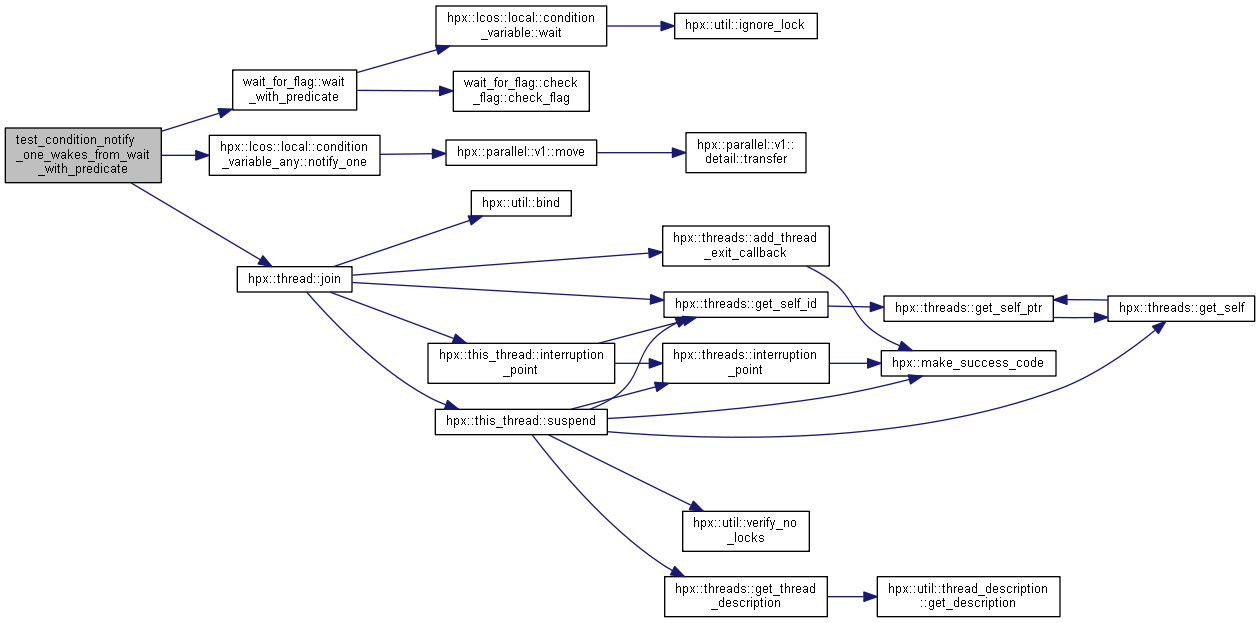 hpx::lcos::local::condition
_variable::wait
hpx::util::ignore_lock
wait_for_flag::wait
_with_predicate
wait_for_flag::check
_flag::check_flag
test_condition_notify
_one_wakes_from_wait
_with_predicate
hpx::lcos::local::condition
_variable_any::notify_one
hpx::parallel::v1::move
hpx::parallel::v1::
detail::transfer
hpx::util::bind
hpx::threads::add_thread
_exit_callback
hpx::thread::join
hpx::threads::get_self_id
hpx::threads::get_self_ptr
hpx::threads::get_self
hpx::this_thread::interruption
_point
hpx::threads::interruption
_point
hpx::make_success_code
hpx::this_thread::suspend
hpx::util::verify_no
_locks
hpx::threads::get_thread
_description
hpx::util::thread_description
::get_description